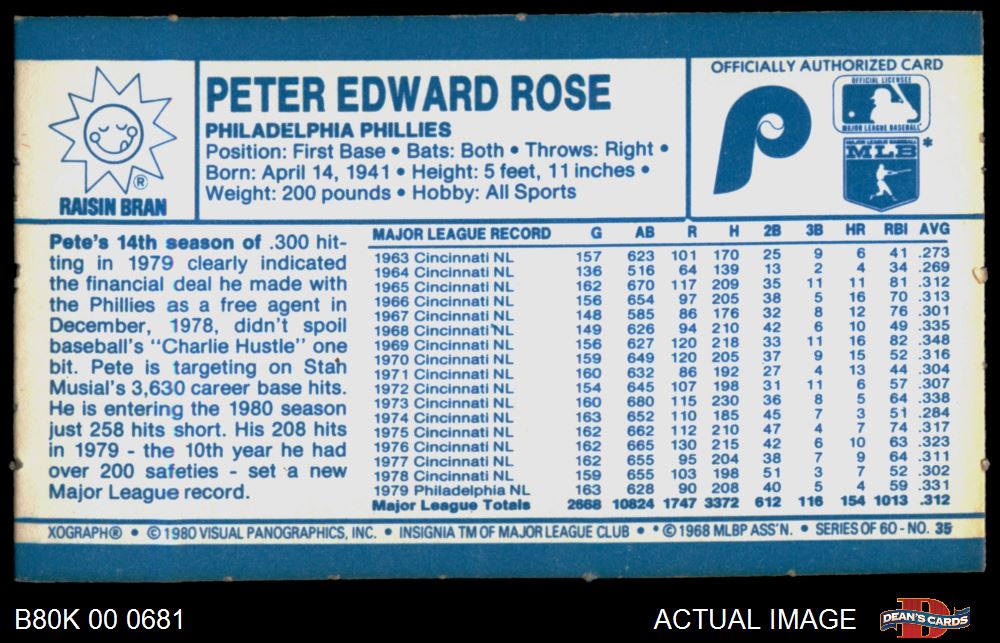 RAISIN BRAN
®
PETER EDWARD ROSE
PHILADELPHIA PHILLIES
Position: First Base • Bats: Both • Throws: Right •
Born: April 14, 1941 • Height: 5 feet, 11 inches •
Weight: 200 pounds • Hobby: All Sports
OFFICIALLY AUTHORIZED CARD
P
OFFICIAL LICENSEE
MAJOR LEAGUE BASEBALL
MAJOR LEAGUE BASEBALL
MLB *
Pete's 14th season of .300 hit-
ting in 1979 clearly indicated
the financial deal he made with
the Phillies as a free agent in
December, 1978, didn't spoil
baseball's "Charlie Hustle" one
bit. Pete is targeting on Stah
Musial's 3,630 career base hits.
He is entering the 1980 season
just 258 hits short. His 208 hits
in 1979 - the 10th year he had
over 200 safeties - set a new
Major League record.
MAJOR LEAGUE RECORD G AB R H 2B 3B HR RBI AVG
1963 Cincinnati NL 157 623 101 170 25 9 6 41 .273
1964 Cincinnati NL 136 516 64 139 13 2 4 34 .269
1965 Cincinnati NL 162 670 117 209 35 11 11 81 .312
1966 Cincinnati NL 156 654 97 205 38 5 16 70 .313
1967 Cincinnati NL 148 585 86 176 32 8 12 76 .301
1968 Cincinnati NL 149 626 94 210 42 6 10 49 .335
1969 Cincinnati NL 156 627 120 218 33 11 16 82 .348
1970 Cincinnati NL 159 649 120 205 37 9 15 52 .316
1971 Cincinnati NL 160 632 86 192 27 4 13 44 .304
1972 Cincinnati NL 154 645 107 198 31 11 6 57 .307
1973 Cincinnati NL 160 680 115 230 36 8 5 64 .338
1974 Cincinnati NL 163 652 110 185 45 7 3 51 .284
1975 Cincinnati NL 162 662 112 210 47 4 7 74 .317
1976 Cincinnati NL 162 665 130 215 42 6 10 63 .323
1977 Cincinnati NL 162 655 95 204 38 7 9 64 .311
1978 Cincinnati NL 159 655 103 198 51 3 7 52 .302
1979 Philadelphia NL 163 628 90 208 40 5 4 59 .331
Major League Totals 2668 10824 1747 3372 612 116 154 1013 .312
XOGRAPH® • © 1980 VISUAL PANOGRAPHICS, INC. • INSIGNIA TM OF MAJOR LEAGUE CLUB • *©1968 MLBP ASS'N. • SERIES OF 60 - NO. 35
B80K 00 0681
ACTUAL IMAGE
D
DEAN'S CARDS